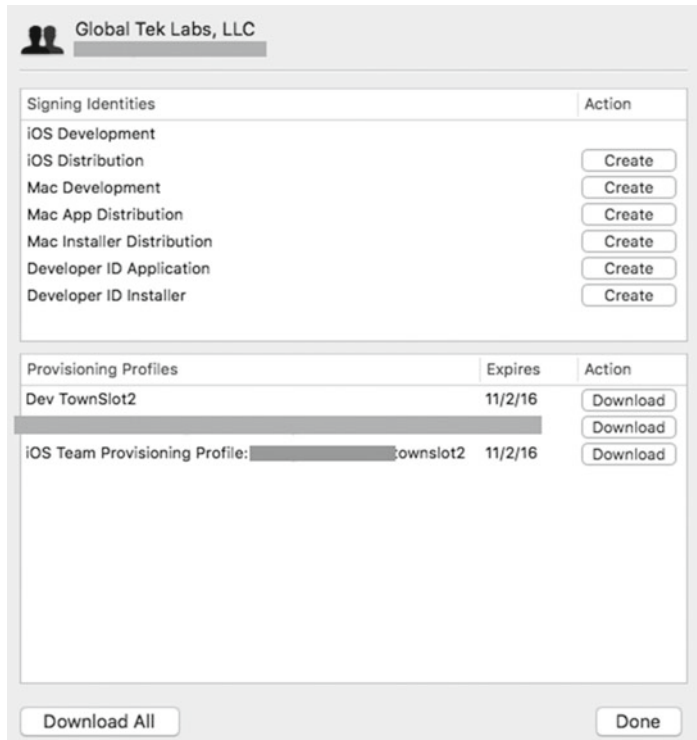 Global Tek Labs, LLC
Signing Identities Action
iOS Development
iOS Distribution Create
Mac Development Create
Mac App Distribution Create
Mac Installer Distribution Create
Developer ID Application Create
Developer ID Installer Create
Provisioning Profiles Expires Action
Dev TownSlot2 11/2/16 Download
Download
iOS Team Provisioning Profile: townslot2 11/2/16 Download
Download All Done